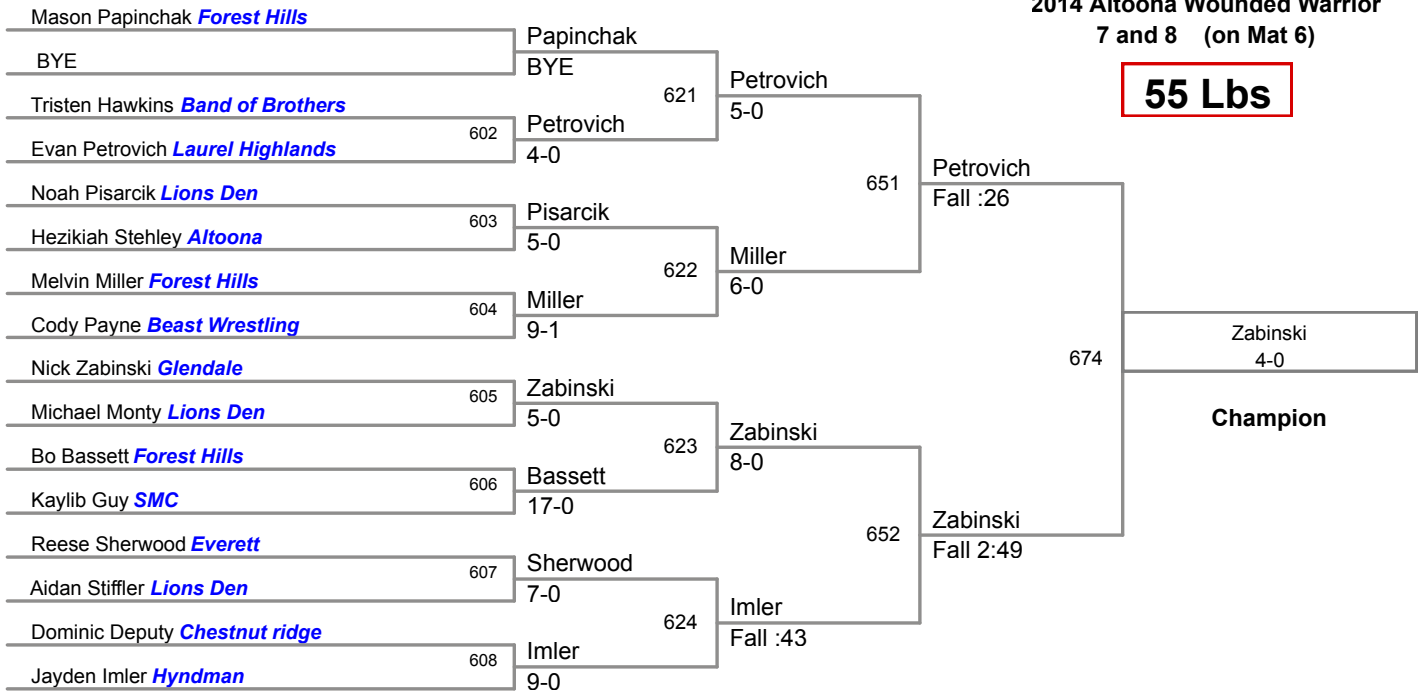 2014 Altoona Wounded Warrior
7 and 8 (on Mat 6)
55 Lbs
Mason Papinchak Forest Hills
BYE
Tristen Hawkins Band of Brothers
602
Evan Petrovich Laurel Highlands
Noah Pisarcik Lions Den
603
Hezikiah Stehley Altoona
Melvin Miller Forest Hills
604
Cody Payne Beast Wrestling
Nick Zabinski Glendale
605
Michael Monty Lions Den
Bo Bassett Forest Hills
606
Kaylib Guy SMC
Reese Sherwood Everett
607
Aidan Stiffler Lions Den
Dominic Deputy Chestnut ridge
608
Jayden Imler Hyndman
Papinchak
BYE
621
Petrovich
4-0
Pisarcik
5-0
622
Miller
9-1
Zabinski
5-0
623
Bassett
17-0
Sherwood
7-0
624
Imler
9-0
Petrovich
5-0
651
Miller
6-0
Zabinski
8-0
652
Imler
Fall :43
Petrovich
Fall :26
674
Zabinski
Fall 2:49
Zabinski
4-0
Champion